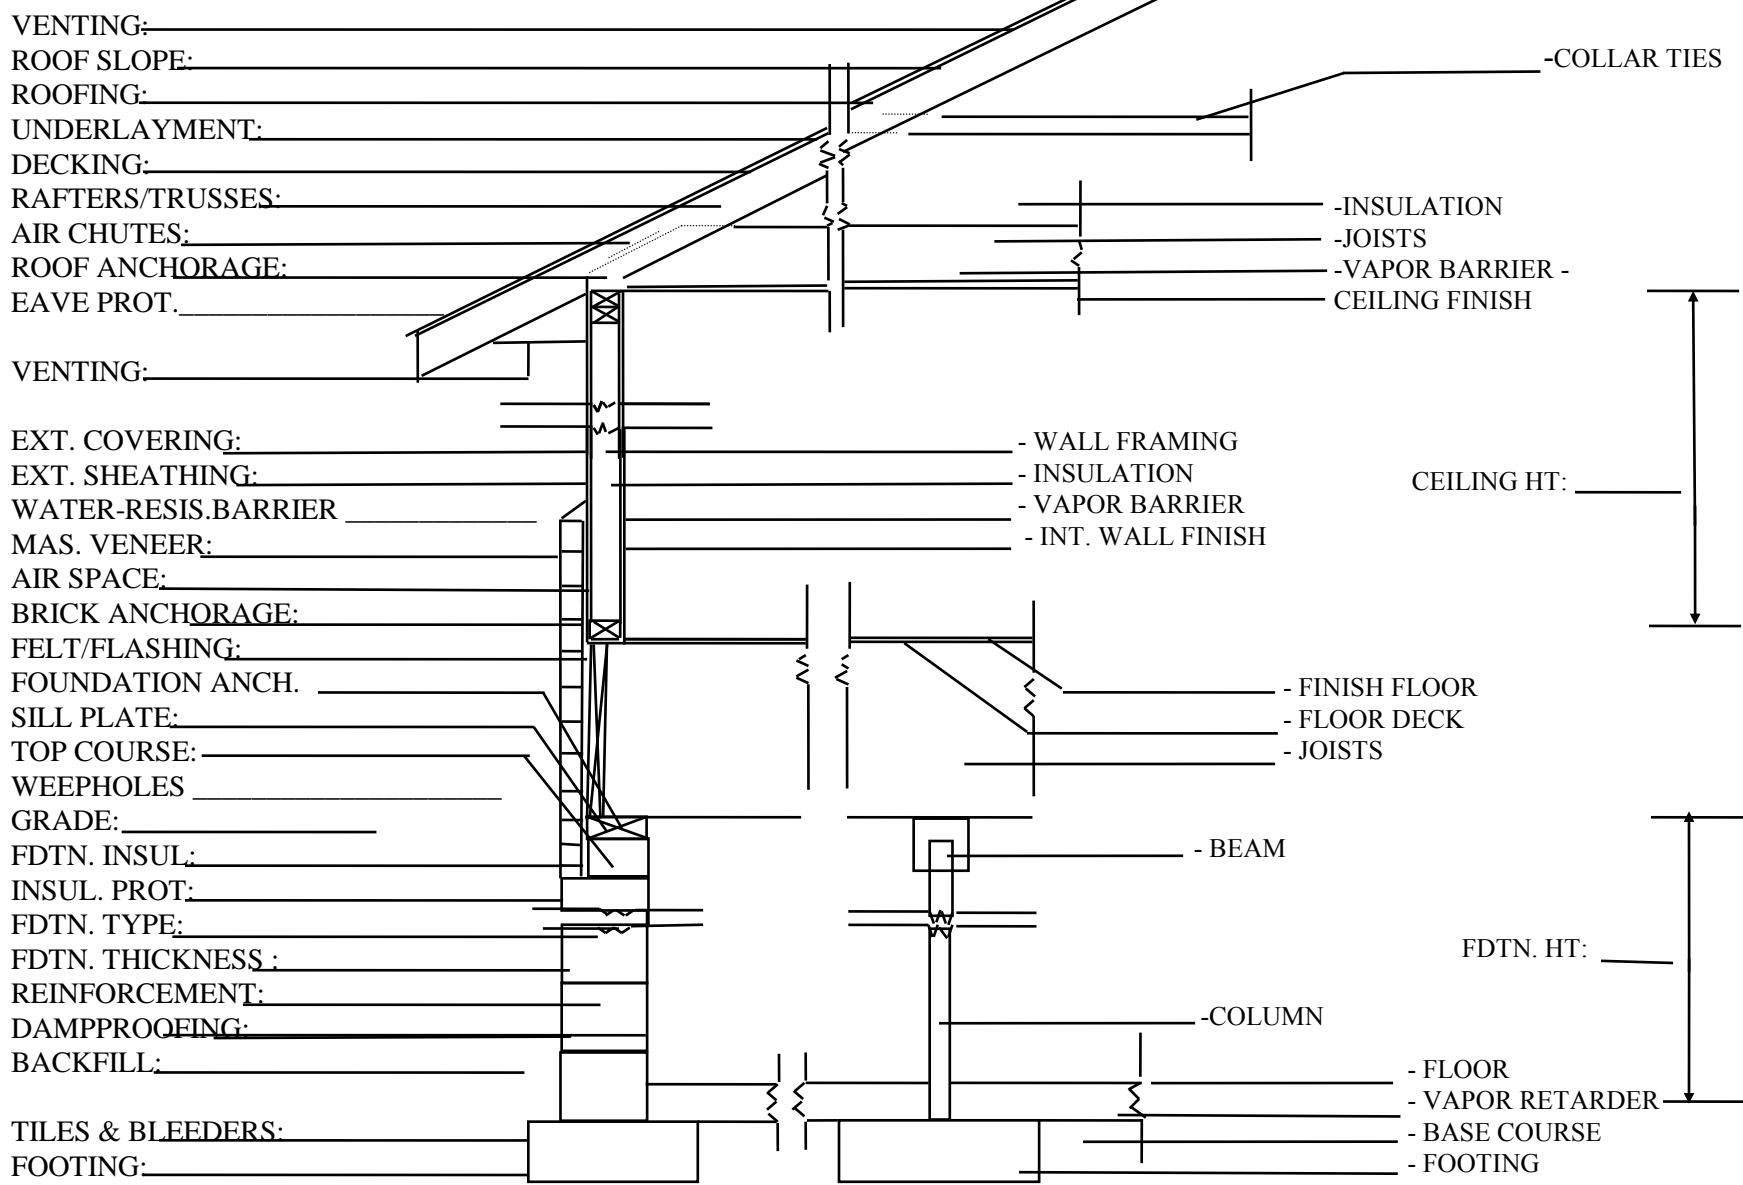 VENTING:
ROOF SLOPE:
ROOFING:
UNDERLAYMENT:
DECKING:
RAFTERS/TRUSSES:
AIR CHUTES:
ROOF ANCHORAGE:
EAVE PROT.
VENTING:
EXT. COVERING:
EXT. SHEATHING:
WATER-RESIS.BARRIER
MAS. VENEER:
AIR SPACE:
BRICK ANCHORAGE:
FELT/FLASHING:
FOUNDATION ANCH.
SILL PLATE:
TOP COURSE:
WEEPHOLES
GRADE:
FDTN. INSUL:
INSUL. PROT:
FDTN. TYPE:
FDTN. THICKNESS :
REINFORCEMENT:
DAMPPROOFING:
BACKFILL:
TILES & BLEEDERS:
FOOTING:
-COLLAR TIES
-INSULATION
-JOISTS
-VAPOR BARRIER -
CEILING FINISH
- WALL FRAMING
- INSULATION
- VAPOR BARRIER
- INT. WALL FINISH
CEILING HT:
- FINISH FLOOR
- FLOOR DECK
- JOISTS
- BEAM
FDTN. HT:
-COLUMN
- FLOOR
- VAPOR RETARDER
- BASE COURSE
- FOOTING